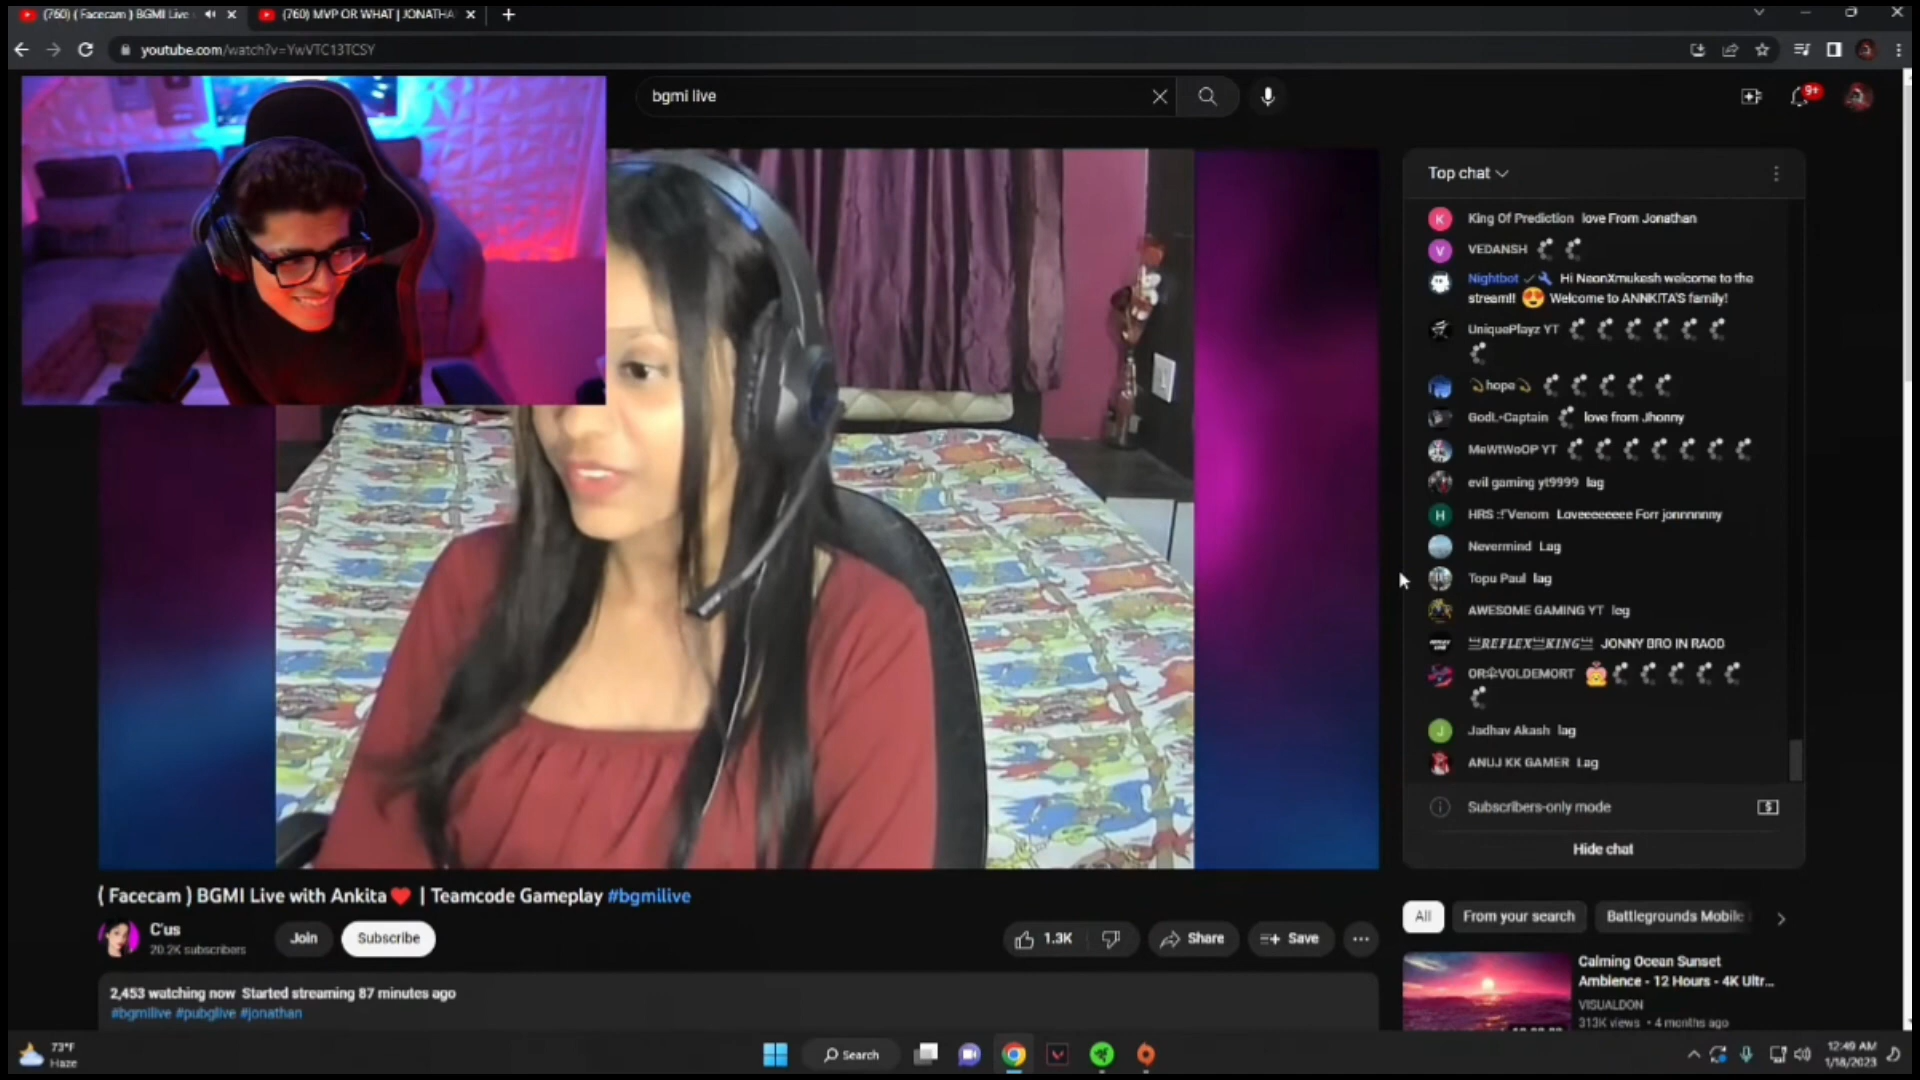 (760) ( Facecam ) BGMI Live
(760) MVP OR WHAT | JONATHA
youtube.com/watch?v=YwVTC13TCSY
bgmi live
9+
Top chat
King Of Prediction love From Jonathan
VEDANSH
Nightbot Hi NeonXmukesh welcome to the
stream!! 😍 Welcome to ANNKITA'S family!
UniquePlayz YT
hope
GodL-Captain love from Jhonny
MeWtWoOP YT
evil gaming yt9999 lag
H HRS :!'Venom Loveeeeeeee Forr jonnnnnny
Nevermind Lag
Topu Paul lag
AWESOME GAMING YT lag
REFLEX KING JONNY BRO IN RAOD
VOLDEMORT
J Jadhav Akash lag
ANUJ KK GAMER Lag
Subscribers-only mode
Hide chat
( Facecam ) BGMI Live with Ankita❤️ | Teamcode Gameplay #bgmilive
C'us
20.2K subscribers
Join
Subscribe
1.3K
Share
Save
2,453 watching now Started streaming 87 minutes ago
#bgmilive #pubglive #jonathan
All
From your search
Battlegrounds Mobile
Calming Ocean Sunset
Ambience - 12 Hours - 4K Ultr...
VISUALDON
313K views • 4 months ago
73°F
Haze
Search
12:49 AM
1/18/2023